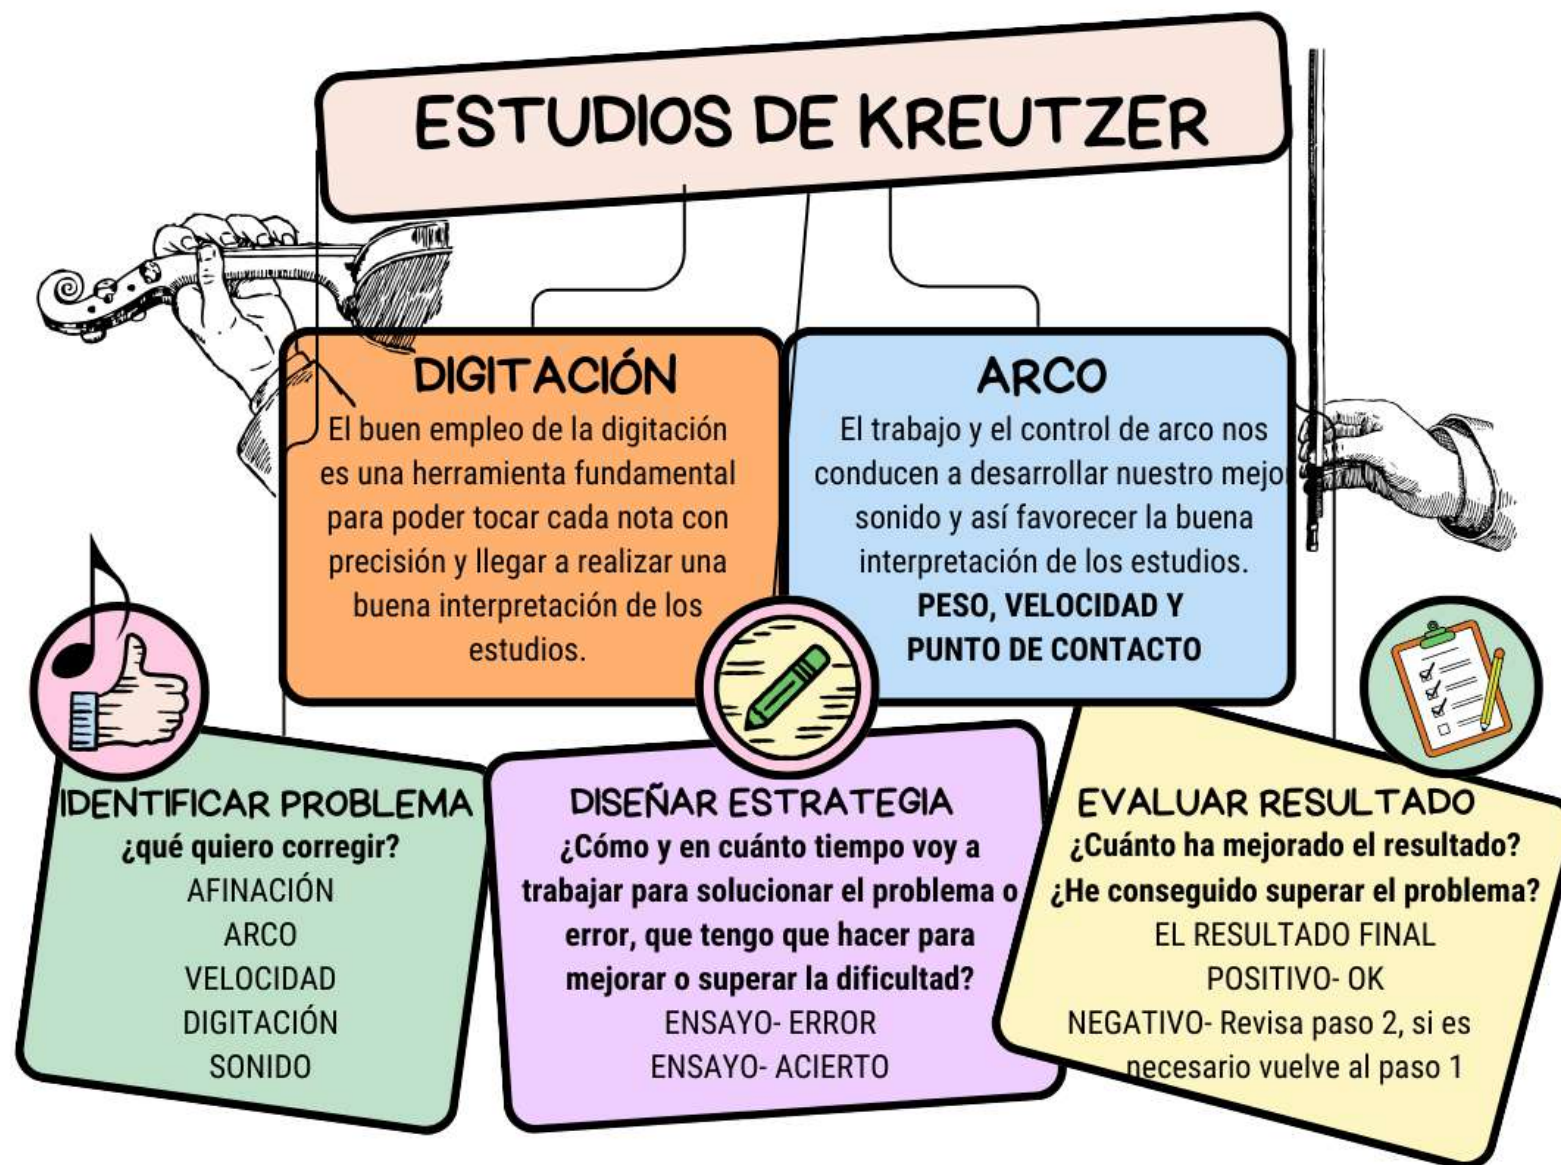 ESTUDIOS DE KREUTZER
DIGITACIÓN
El buen empleo de la digitación
es una herramienta fundamental
para poder tocar cada nota con
precisión y llegar a realizar una
buena interpretación de los
estudios.
ARCO
El trabajo y el control de arco nos
conducen a desarrollar nuestro mejo
sonido y así favorecer la buena
interpretación de los estudios.
PESO, VELOCIDAD Y
PUNTO DE CONTACTO
IDENTIFICAR PROBLEMA
¿qué quiero corregir?
AFINACIÓN
ARCO
VELOCIDAD
DIGITACIÓN
SONIDO
DISEÑAR ESTRATEGIA
¿Cómo y en cuánto tiempo voy a
trabajar para solucionar el problema o
error, que tengo que hacer para
mejorar o superar la dificultad?
ENSAYO- ERROR
ENSAYO- ACIERTO
EVALUAR RESULTADO
¿Cuánto ha mejorado el resultado?
¿He conseguido superar el problema?
EL RESULTADO FINAL
POSITIVO- OK
NEGATIVO- Revisa paso 2, si es
necesario vuelve al paso 1